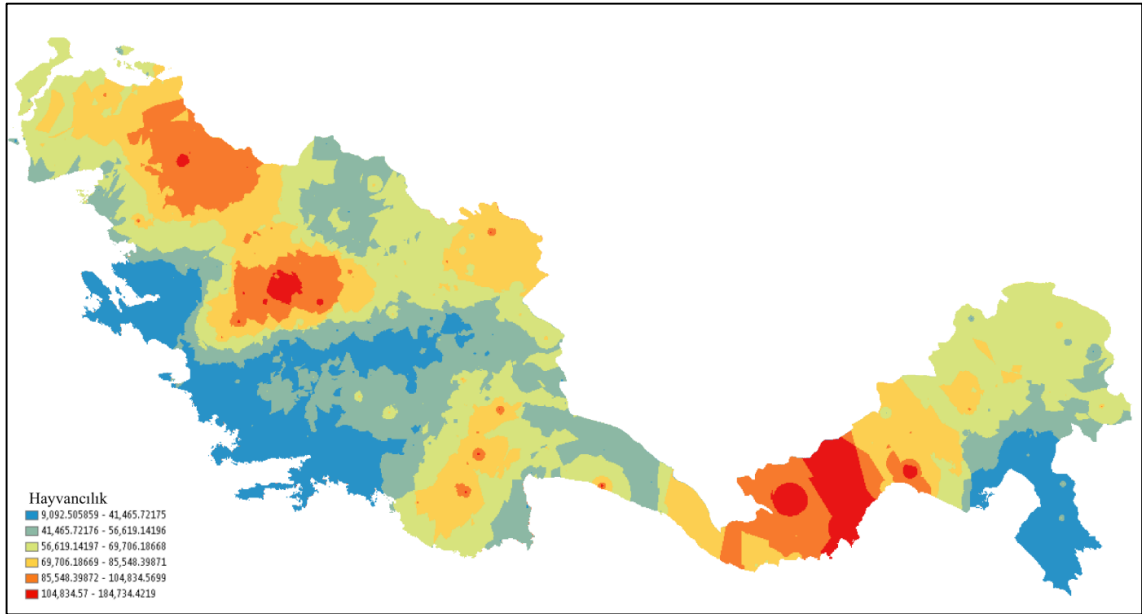 Hayvancılık
9,092.505859 - 41,465.72175
41,465.72176 - 56,619.14196
56,619.14197 - 69,706.18668
69,706.18669 - 85,548.39871
85,548.39872 - 104,834.5699
104,834.57 - 184,734.4219